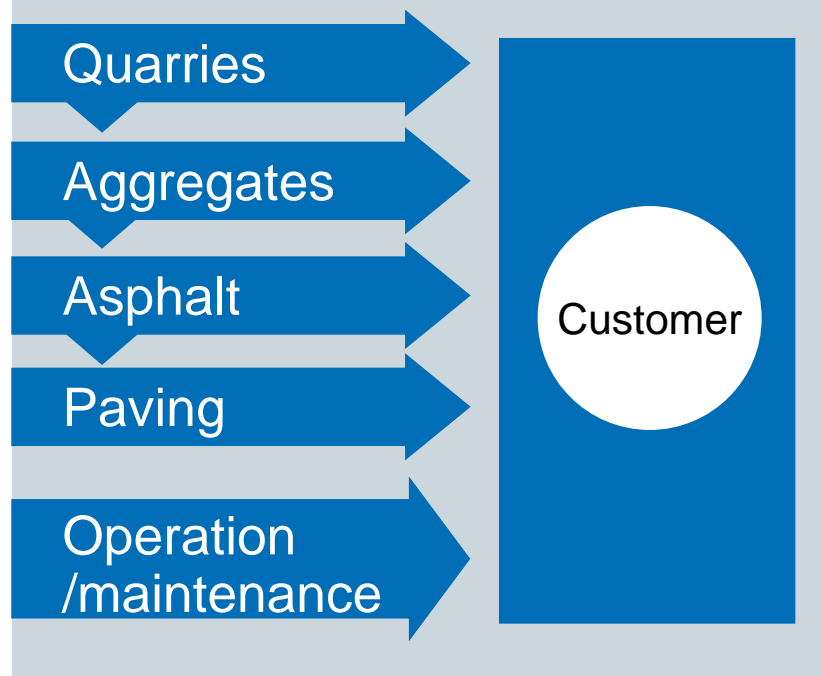 Quarries
Aggregates
Asphalt
Paving
Operation
/maintenance
Customer